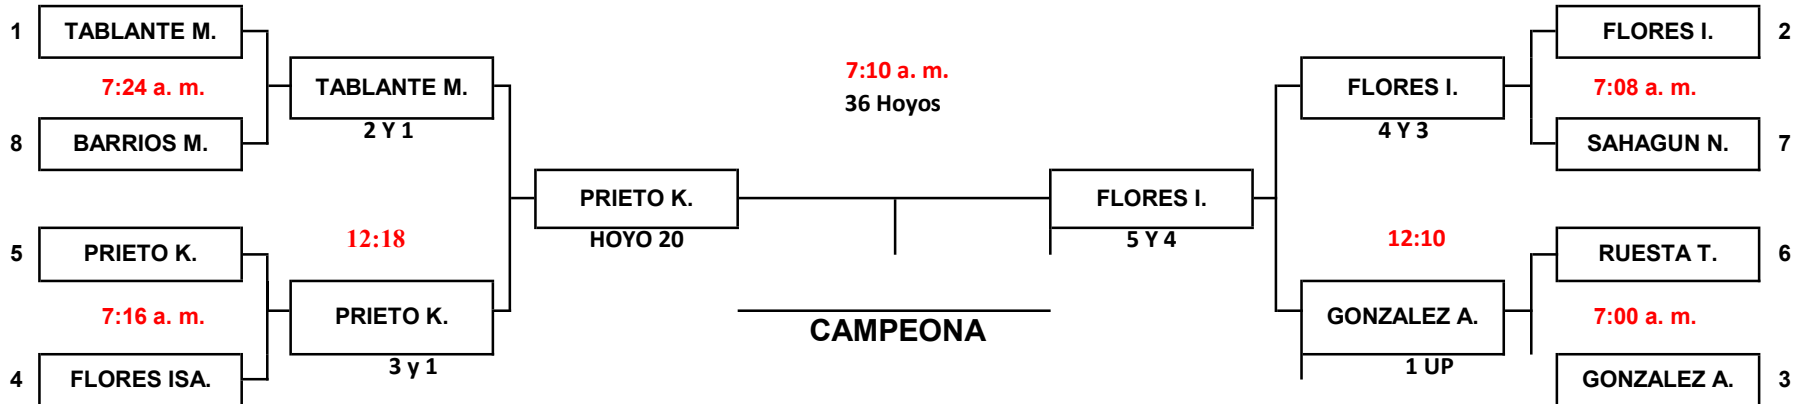 1 TABLANTE M.
7:24 a. m.
8 BARRIOS M.
TABLANTE M.
2 Y 1
5 PRIETO K.
7:16 a. m.
4 FLORES ISA.
12:18
PRIETO K.
3 y 1
PRIETO K.
HOYO 20
7:10 a. m.
36 Hoyos
CAMPEONA
FLORES I.
5 Y 4
FLORES I.
4 Y 3
12:10
GONZALEZ A.
1 UP
FLORES I. 2
7:08 a. m.
SAHAGUN N. 7
RUESTA T. 6
7:00 a. m.
GONZALEZ A. 3